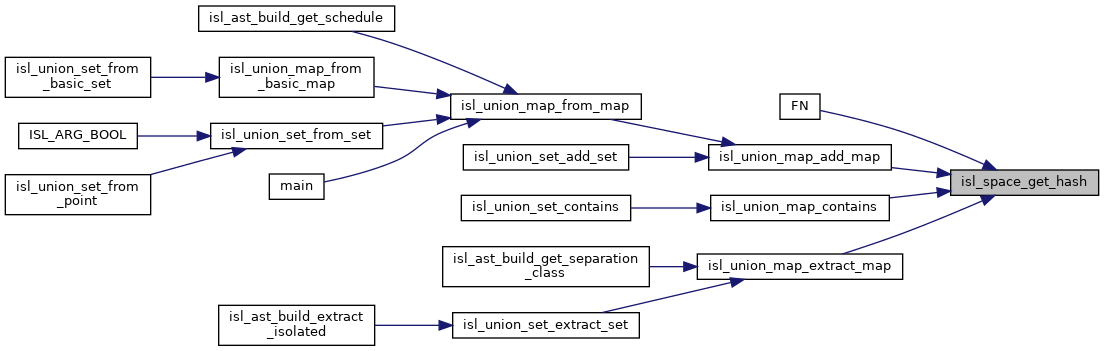 isl_ast_build_get_schedule
isl_union_set_from
_basic_set
isl_union_map_from
_basic_map
isl_union_map_from_map
FN
ISL_ARG_BOOL
isl_union_set_from_set
isl_union_set_add_set
isl_union_map_add_map
isl_space_get_hash
isl_union_set_from
_point
main
isl_union_set_contains
isl_union_map_contains
isl_ast_build_get_separation
_class
isl_union_map_extract_map
isl_ast_build_extract
_isolated
isl_union_set_extract_set